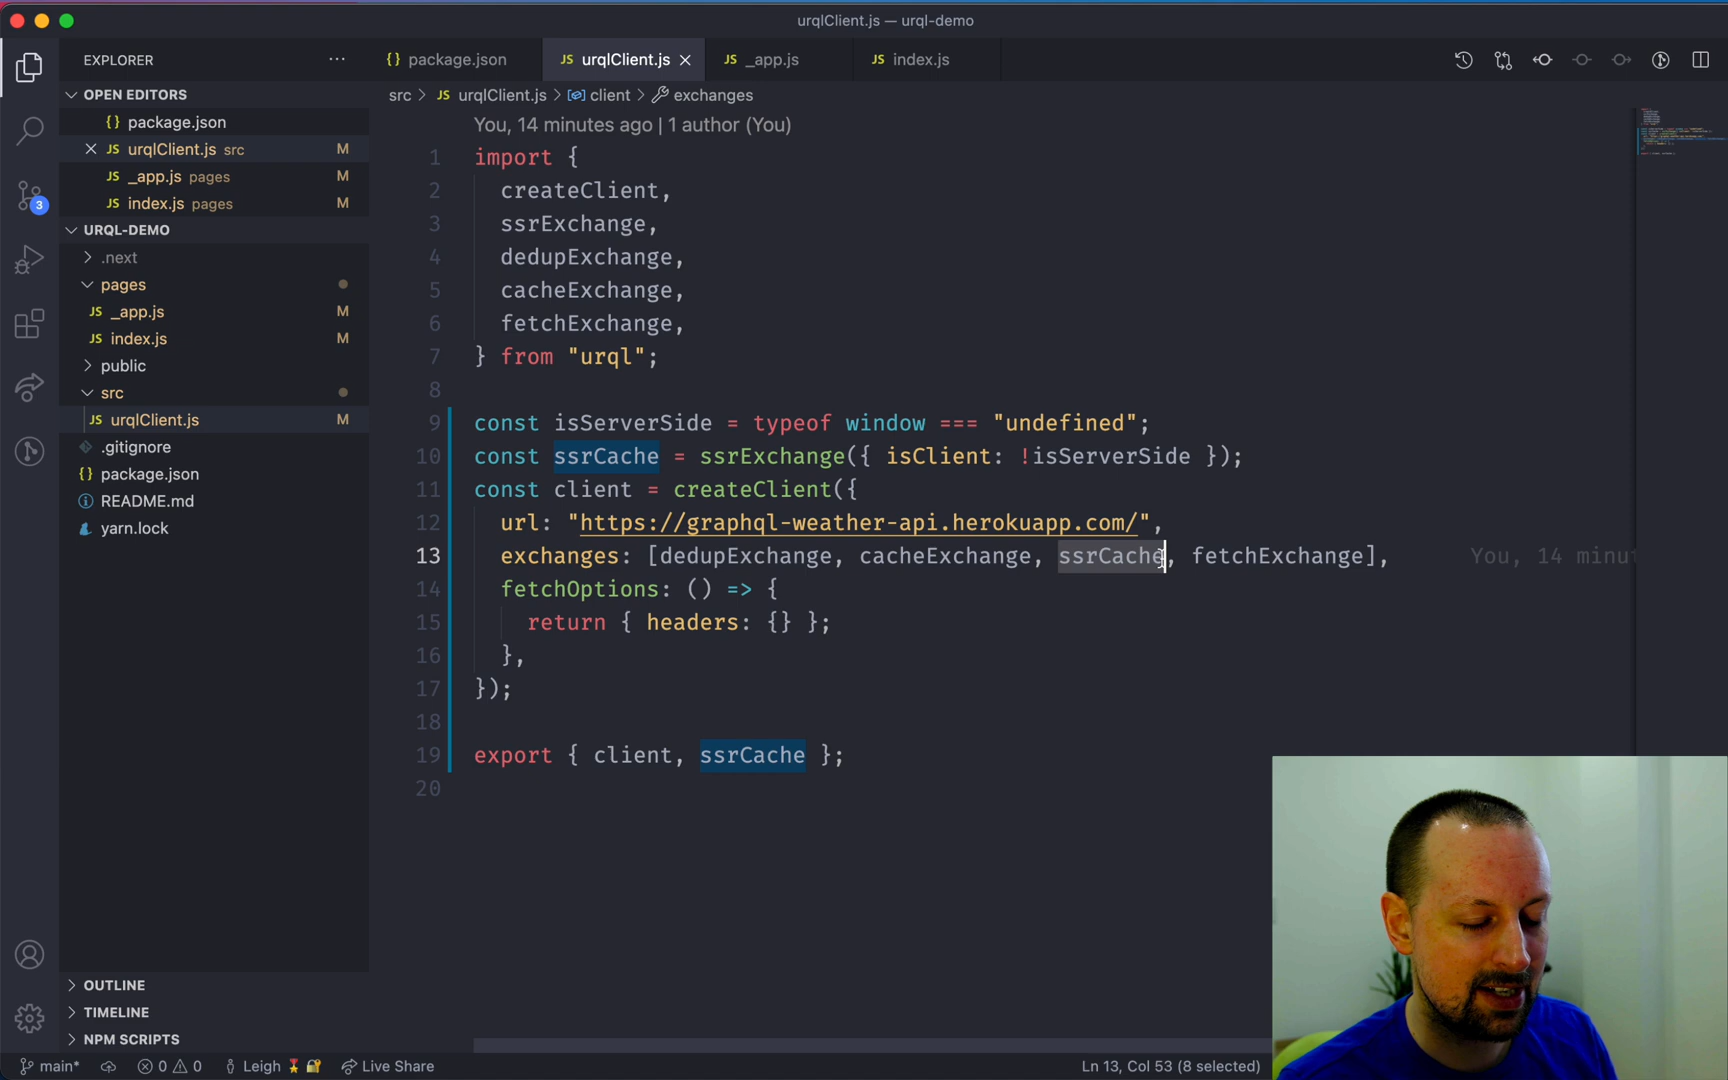 urqlClient.js — urql-demo
EXPLORER
{} package.json
JS urqlClient.js
JS _app.js
JS index.js
OPEN EDITORS
{} package.json
JS urqlClient.js src M
JS _app.js pages M
JS index.js pages M
URQL-DEMO
.next
pages
JS _app.js M
JS index.js M
public
src
JS urqlClient.js M
.gitignore
{} package.json
README.md
yarn.lock
OUTLINE
TIMELINE
NPM SCRIPTS
3
src > JS urqlClient.js > client > exchanges
You, 14 minutes ago | 1 author (You)
1 import {
2 createClient,
3 ssrExchange,
4 dedupExchange,
5 cacheExchange,
6 fetchExchange,
7 } from "urql";
8
9 const isServerSide = typeof window === "undefined";
10 const ssrCache = ssrExchange({ isClient: !isServerSide });
11 const client = createClient({
12 url: "https://graphql-weather-api.herokuapp.com/",
13 exchanges: [dedupExchange, cacheExchange, ssrCache, fetchExchange], You, 14 minut
14 fetchOptions: () => {
15 return { headers: {} };
16 },
17 });
18
19 export { client, ssrCache };
20
main* 0 0 Leigh Live Share Ln 13, Col 53 (8 selected)